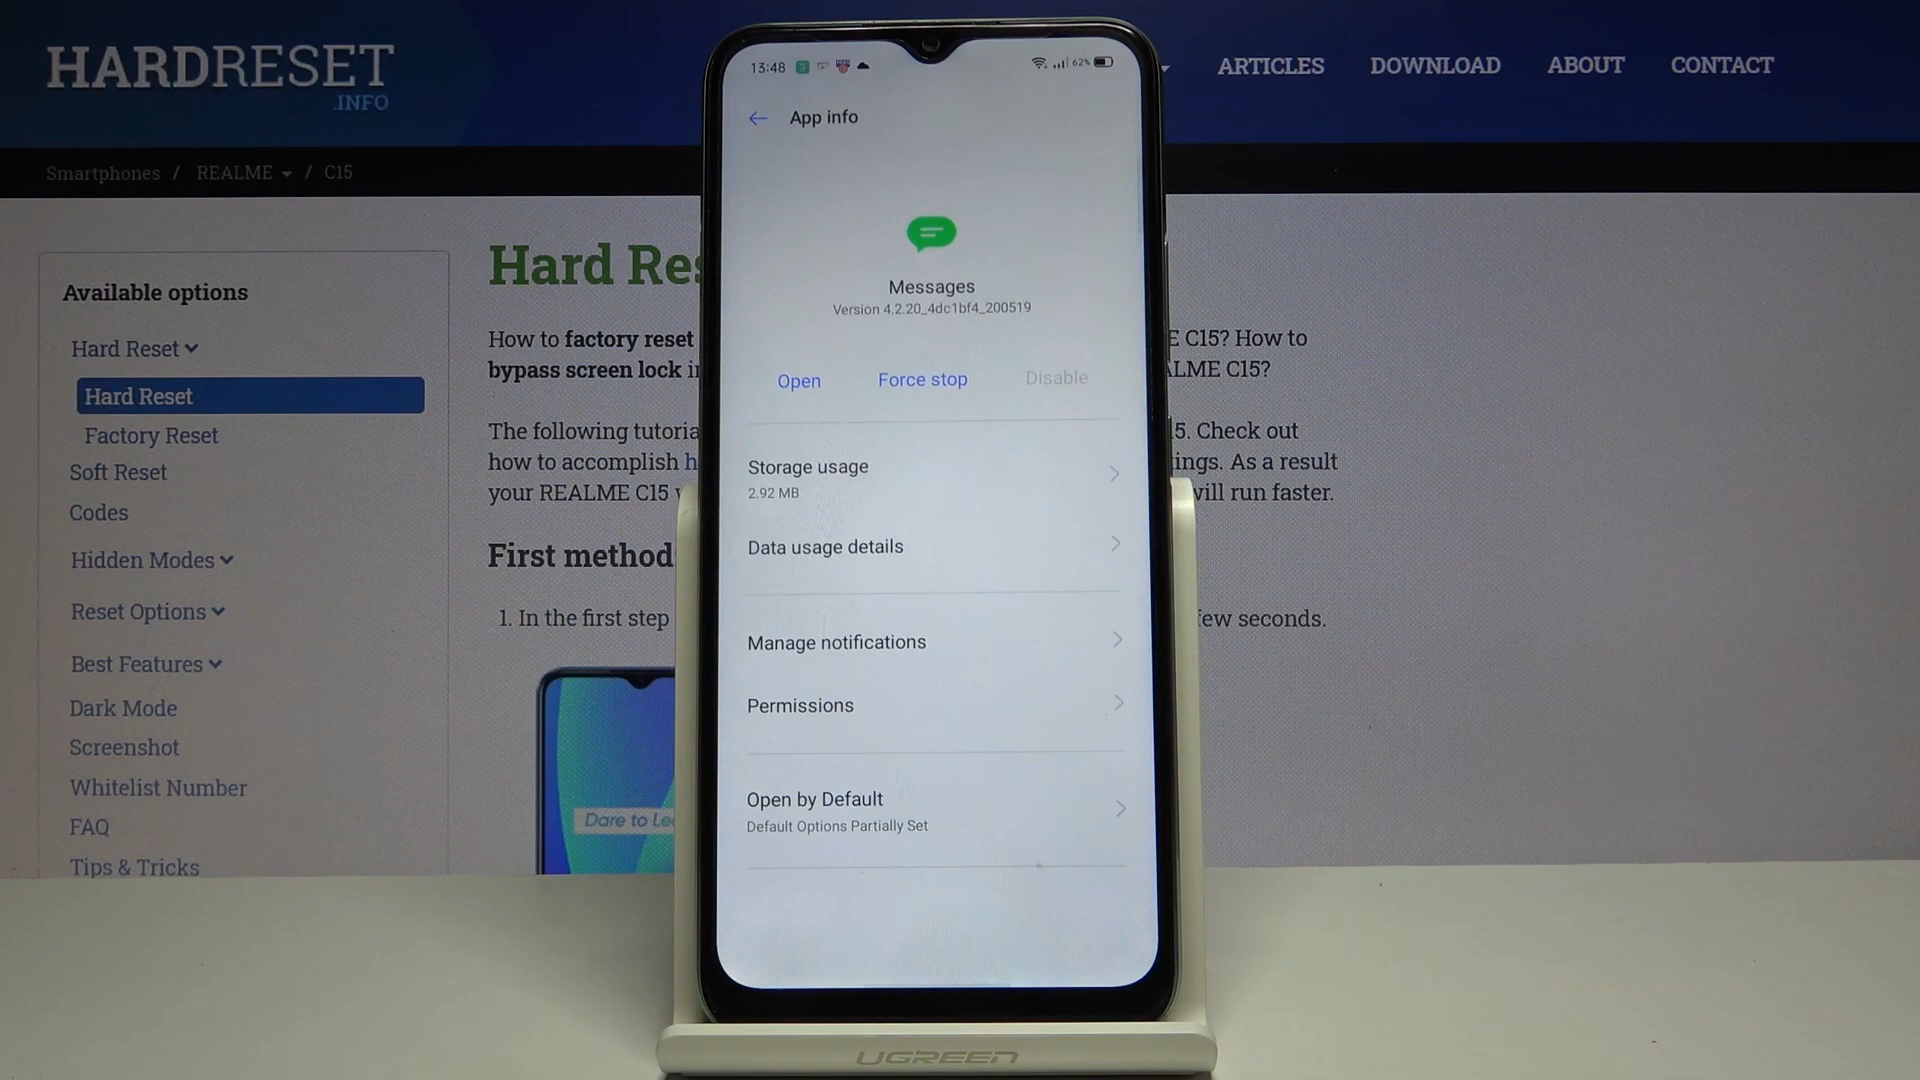 HARDRESET
.INFO
ARTICLES DOWNLOAD ABOUT CONTACT
Smartphones / REALME / C15
Available options
Hard Reset
Hard Reset
Factory Reset
Soft Reset
Codes
Hidden Modes
Reset Options
Best Features
Dark Mode
Screenshot
Whitelist Number
FAQ
Tips & Tricks
Hard Res
How to factory reset
bypass screen lock
C15? How to
C15?
The following
how to accomplish
your REALME C15
Check out
As a result
will run faster.
First method
1. In the first step
few seconds.
Dare to
13:48
62%
App info
Messages
Version 4.2.20_4dc1bf4_200519
Open Force stop Disable
Storage usage
2.92 MB
Data usage details
Manage notifications
Permissions
Open by Default
Default Options Partially Set
UGREEN